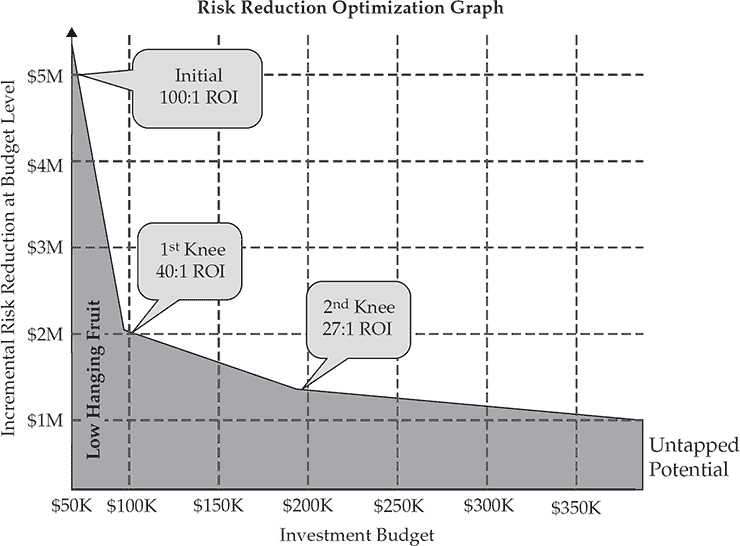 Risk Reduction Optimization Graph
Incremental Risk Reduction at Budget Level
$5M
$4M
$3M
$2M
$1M
Initial
100:1 ROI
1st Knee
40:1 ROI
2nd Knee
27:1 ROI
Low Hanging Fruit
Untapped
Potential
$50K $100K $150K $200K $250K $300K $350K
Investment Budget